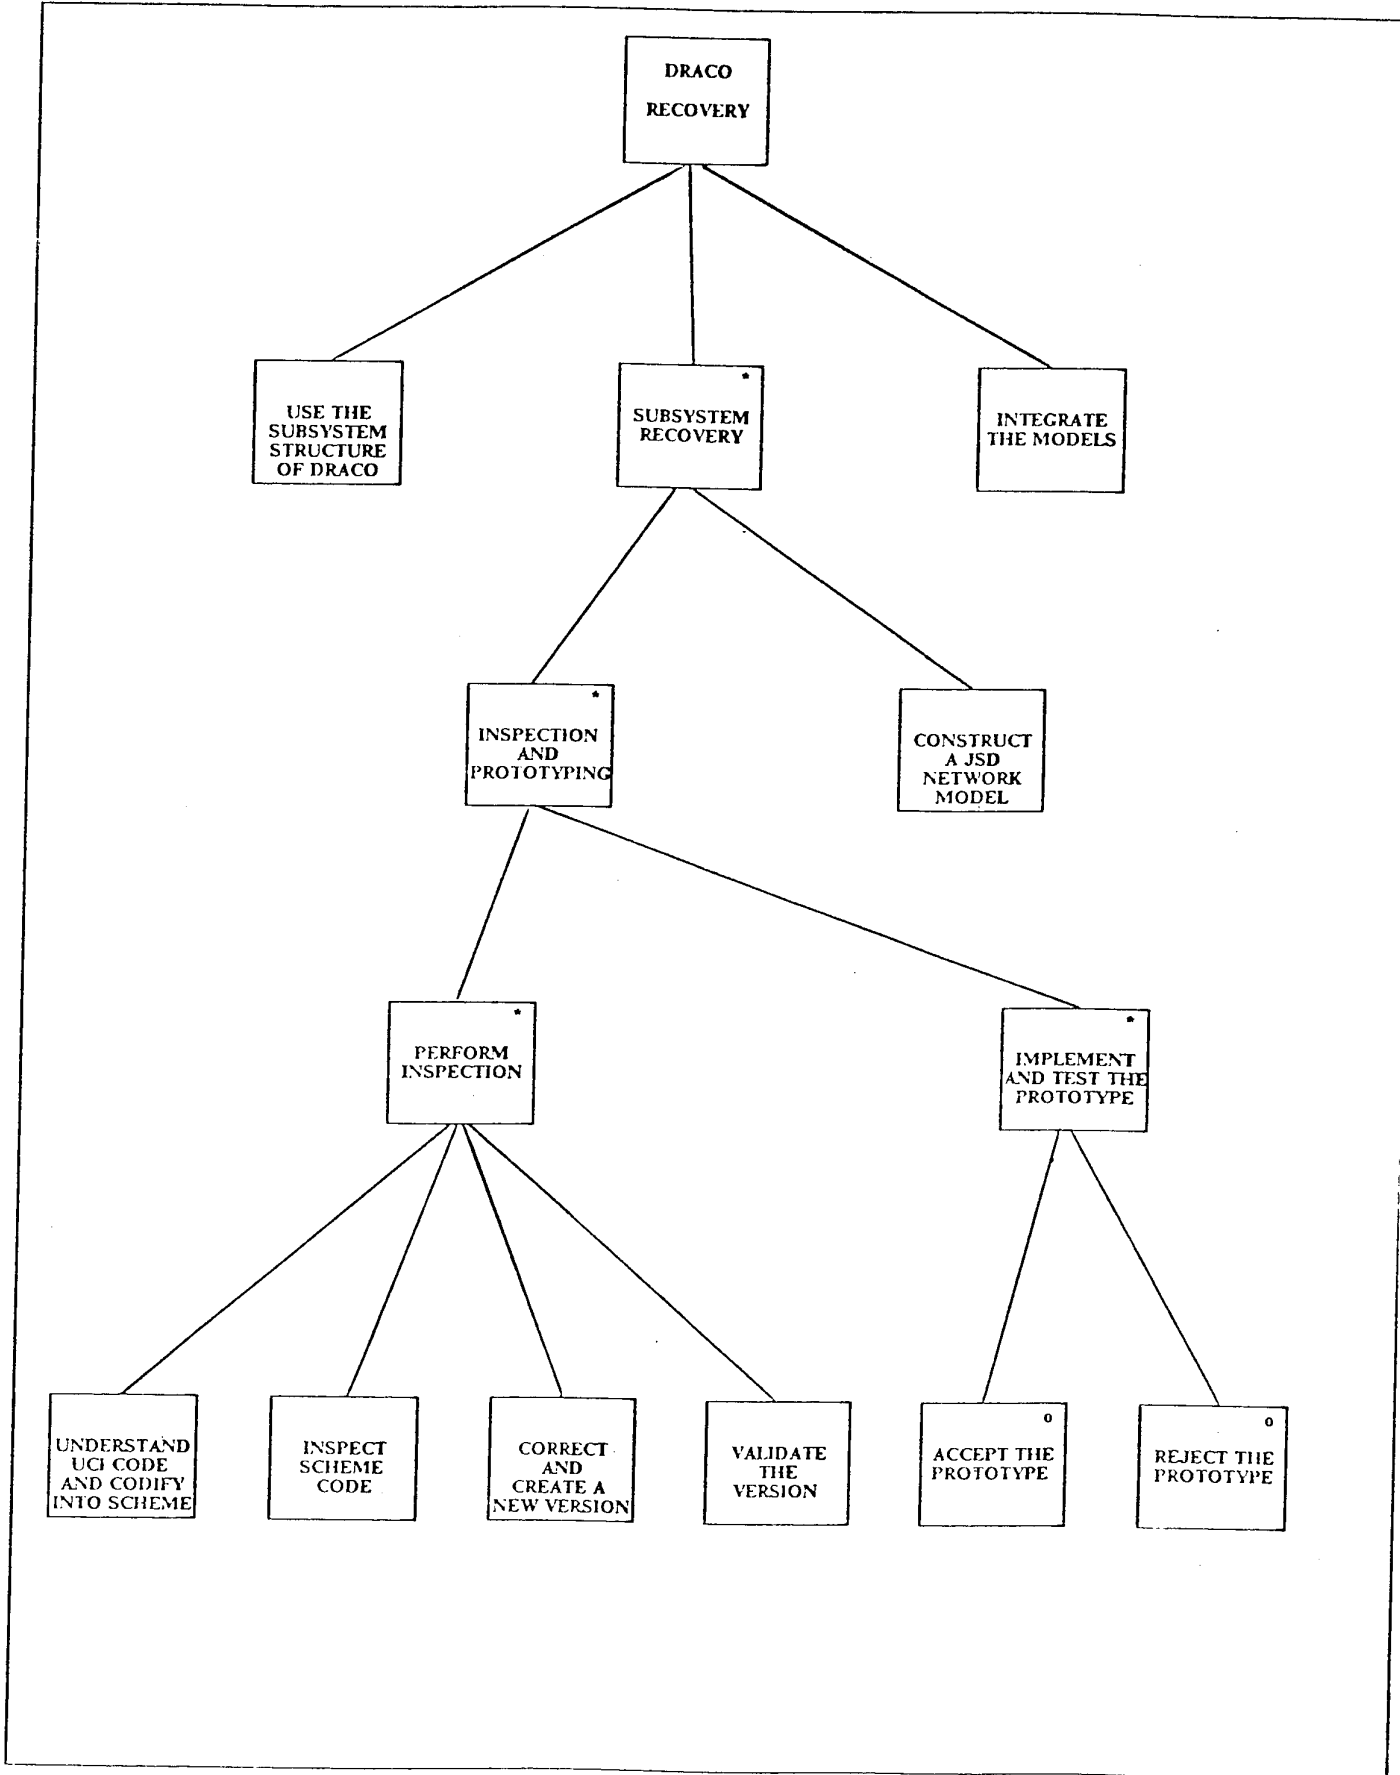 DRACO
RECOVERY
USE THE
SUBSYSTEM
STRUCTURE
OF DRACO
*
SUBSYSTEM
RECOVERY
INTEGRATE
THE MODELS
*
INSPECTION
AND
PROTOTYPING
CONSTRUCT
A JSD
NETWORK
MODEL
*
PERFORM
INSPECTION
*
IMPLEMENT
AND TEST THE
PROTOTYPE
UNDERSTAND
UCI CODE
AND CODIFY
INTO SCHEME
INSPECT
SCHEME
CODE
CORRECT
AND
CREATE A
NEW VERSION
VALIDATE
THE
VERSION
o
ACCEPT THE
PROTOTYPE
o
REJECT THE
PROTOTYPE